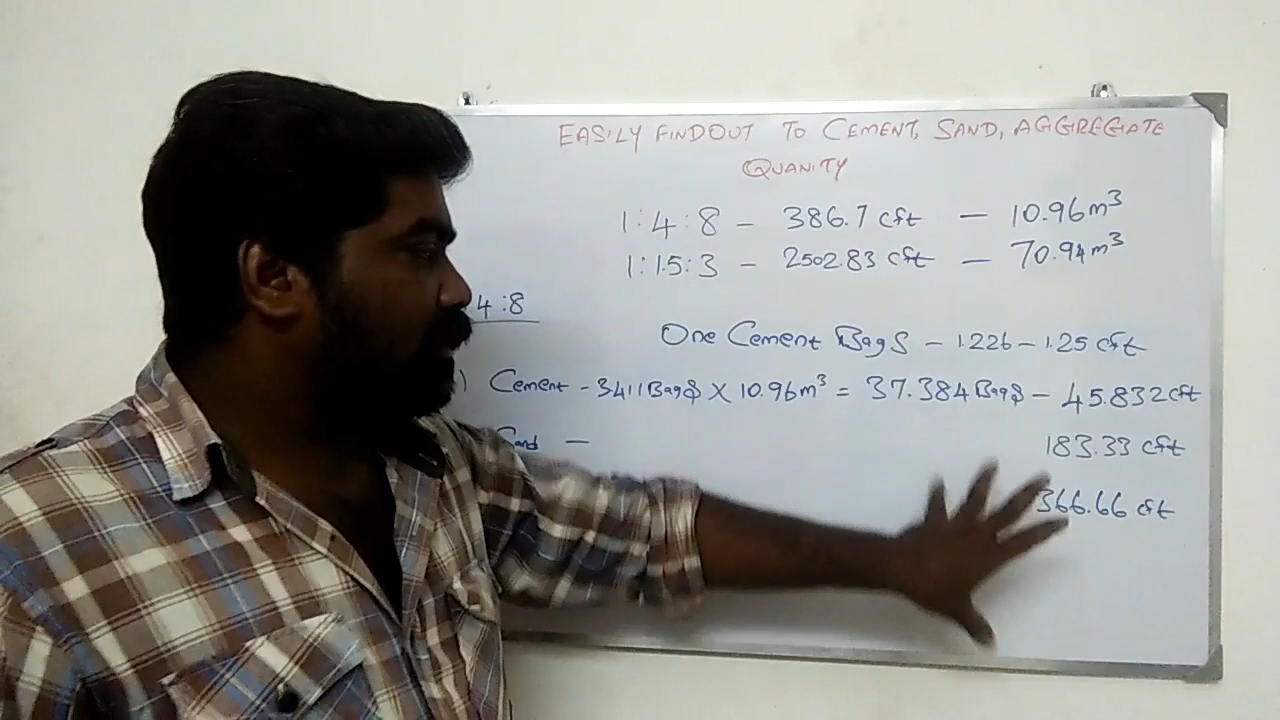 EASILY FINDOUT TO CEMENT, SAND, AGGREGATE
QUANITY
1:4:8 - 386.7 cft - 10.96m³
1:1.5:3 - 2502.83 cft - 70.94m³
4:8
One Cement Bags - 1.226 - 1.25 cft
) Cement - 3.411 Bags X 10.96m³ = 37.384 Bags - 45.832 cft
Sand - 183.33 cft
366.66 cft